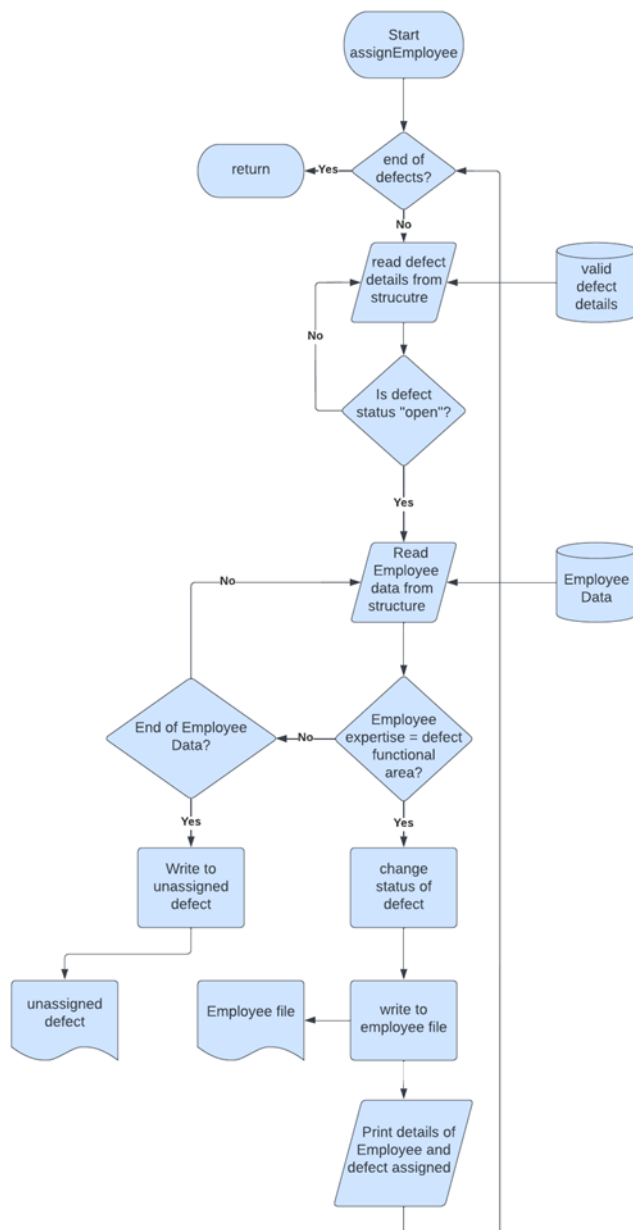 Start
assignEmployee
end of
defects?
Yes
return
No
read defect
details from
strucutre
valid
defect
details
No
Is defect
status "open"?
Yes
Read
Employee
data from
structure
Employee
Data
No
End of Employee
Data?
No
Employee
expertise = defect
functional
area?
Yes
Yes
Write to
unassigned
defect
change
status of
defect
unassigned
defect
Employee file
write to
employee file
Print details of
Employee and
defect assigned